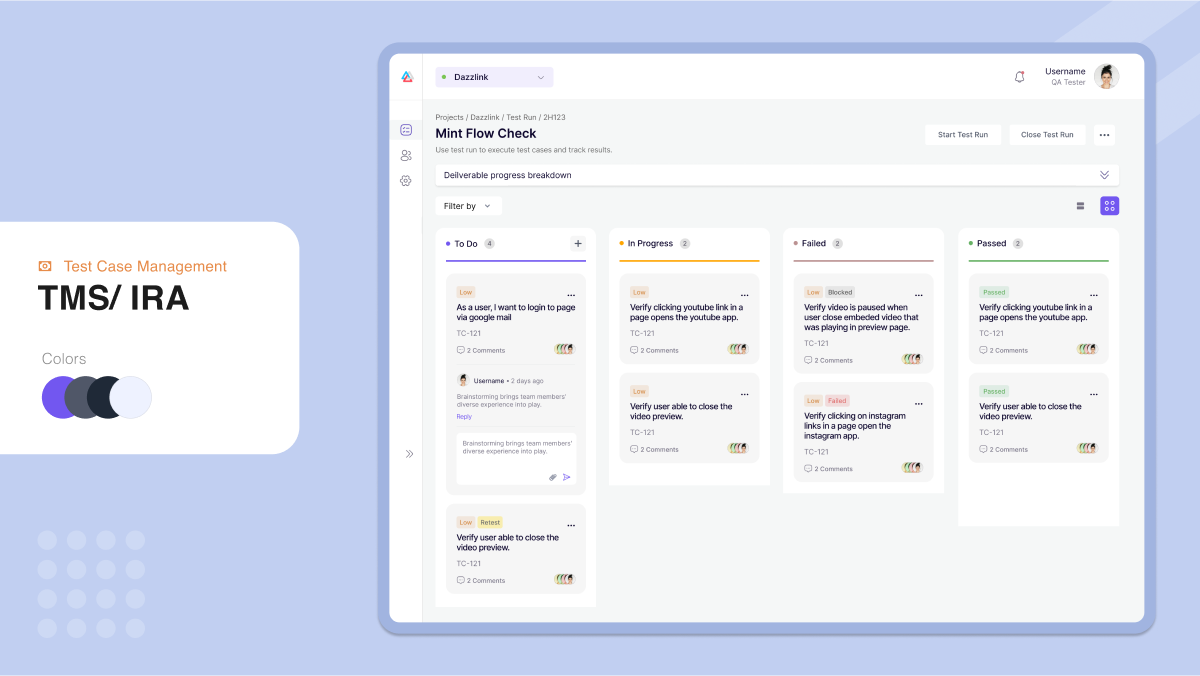 Test Case Management
TMS/ IRA
Colors
Dazzlink
Username
QA Tester
Projects / Dazzlink / Test Run / 2H123
Mint Flow Check
Use test run to execute test cases and track results.
Start Test Run
Close Test Run
Deilverable progress breakdown
Filter by
To Do 4
Low
As a user, I want to login to page
via google mail
TC-121
2 Comments
Username • 2 days ago
Brainstorming brings team members'
diverse experience into play.
Reply
Brainstorming brings team members'
diverse experience into play.
Low Retest
Verify user able to close the
video preview.
TC-121
2 Comments
In Progress 2
Low
Verify clicking youtube link in a
page opens the youtube app.
TC-121
2 Comments
Low
Verify user able to close the
video preview.
TC-121
2 Comments
Failed 2
Low Blocked
Verify video is paused when
user close embeded video that
was playing in preview page.
TC-121
2 Comments
Low Failed
Verify clicking on instagram
links in a page open the
instagram app.
TC-121
2 Comments
Passed 2
Passed
Verify clicking youtube link in a
page opens the youtube app.
TC-121
2 Comments
Passed
Verify user able to close the
video preview.
TC-121
2 Comments